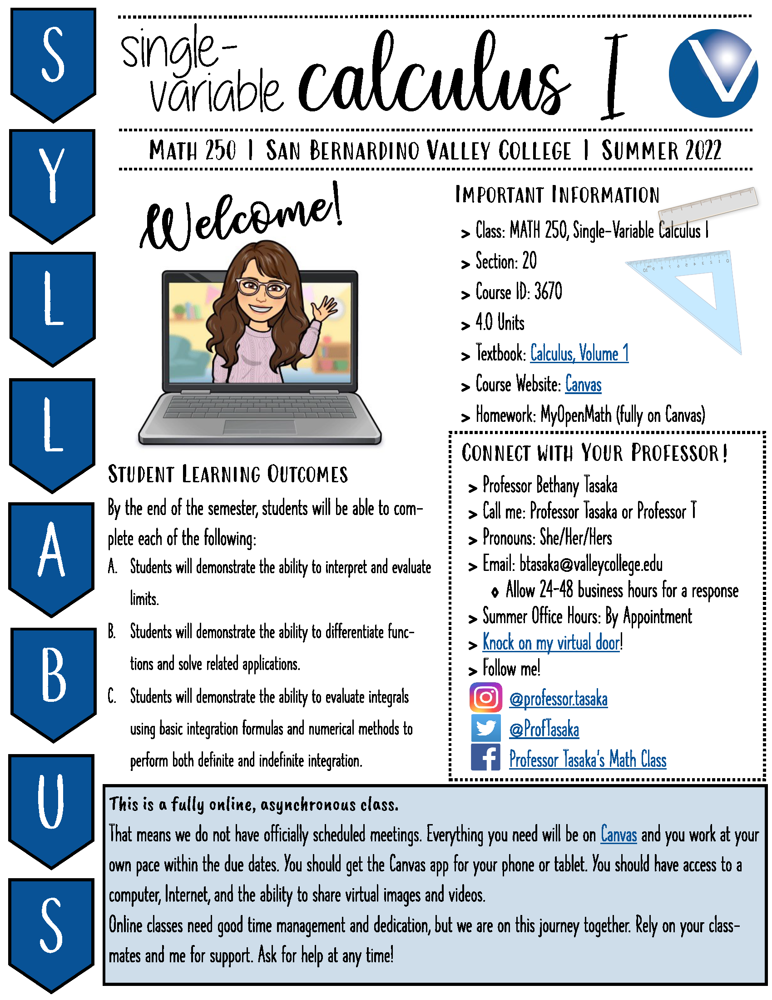 S
Y
L
L
A
B
U
S
single-
variable calculus I
MATH 250 | SAN BERNARDINO VALLEY COLLEGE | SUMMER 2022
Welcome!
STUDENT LEARNING OUTCOMES
By the end of the semester, students will be able to com-
plete each of the following:
A. Students will demonstrate the ability to interpret and evaluate
limits.
B. Students will demonstrate the ability to differentiate func-
tions and solve related applications.
C. Students will demonstrate the ability to evaluate integrals
using basic integration formulas and numerical methods to
perform both definite and indefinite integration.
IMPORTANT INFORMATION
> Class: MATH 250, Single-Variable Calculus I
> Section: 20
> Course ID: 3670
> 4.0 Units
> Textbook: Calculus, Volume 1
> Course Website: Canvas
> Homework: MyOpenMath (fully on Canvas)
0 1 2 3 4 5 6 7 8 9 cm 10
CONNECT WITH YOUR PROFESSOR!
> Professor Bethany Tasaka
> Call me: Professor Tasaka or Professor T
> Pronouns: She/Her/Hers
> Email: btasaka@valleycollege.edu
◊ Allow 24-48 business hours for a response
> Summer Office Hours: By Appointment
> Knock on my virtual door!
> Follow me!
@professor.tasaka
@ProfTasaka
Professor Tasaka's Math Class
This is a fully online, asynchronous class.
That means we do not have officially scheduled meetings. Everything you need will be on Canvas and you work at your
own pace within the due dates. You should get the Canvas app for your phone or tablet. You should have access to a
computer, Internet, and the ability to share virtual images and videos.
Online classes need good time management and dedication, but we are on this journey together. Rely on your class-
mates and me for support. Ask for help at any time!